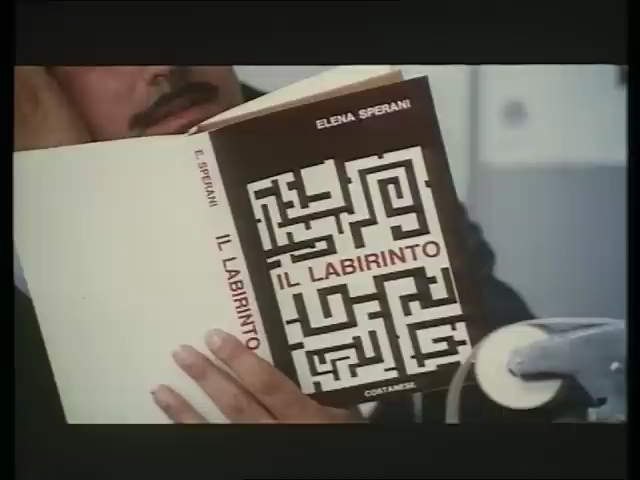 ELENA SPERANI
IL LABIRINTO
COSTANESE
E. SPERANI
IL LABIRINTO